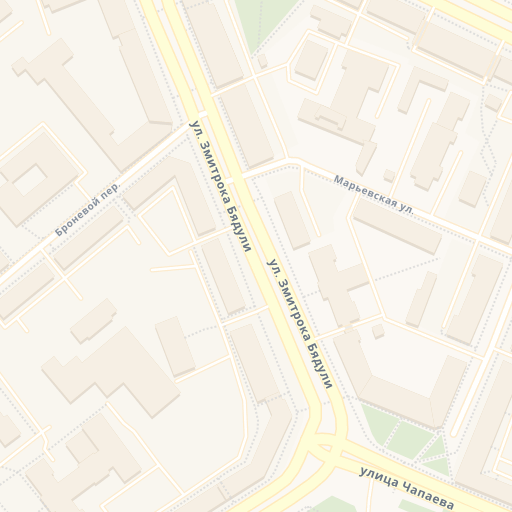 ул. Змитрока Бядули
Марьевская ул.
Броневой пер.
ул. Змитрока Бядули
улица Чапаева